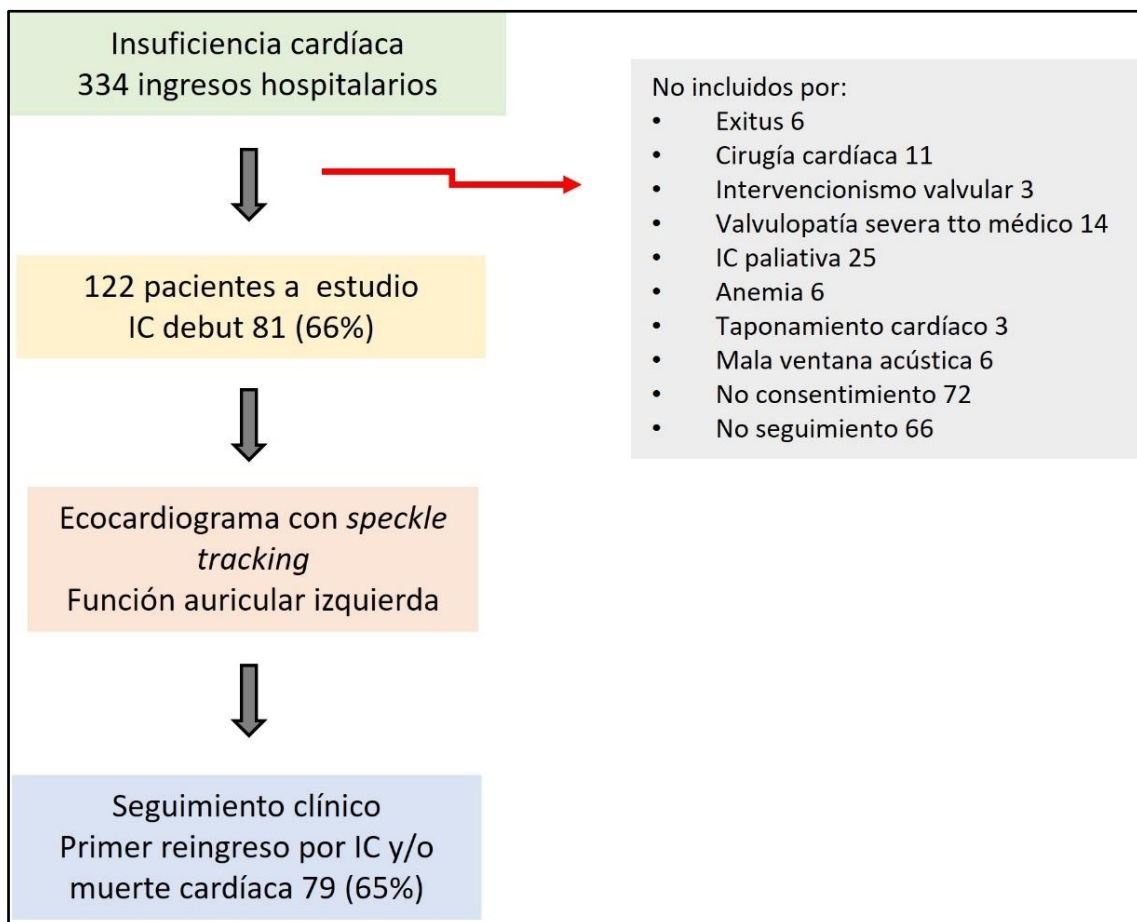 Insuficiencia cardíaca
334 ingresos hospitalarios
No incluidos por:
• Exitus 6
• Cirugía cardíaca 11
• Intervencionismo valvular 3
• Valvulopatía severa tto médico 14
• IC paliativa 25
• Anemia 6
• Taponamiento cardíaco 3
• Mala ventana acústica 6
• No consentimiento 72
• No seguimiento 66
122 pacientes a estudio
IC debut 81 (66%)
Ecocardiograma con speckle
tracking
Función auricular izquierda
Seguimiento clínico
Primer reingreso por IC y/o
muerte cardíaca 79 (65%)